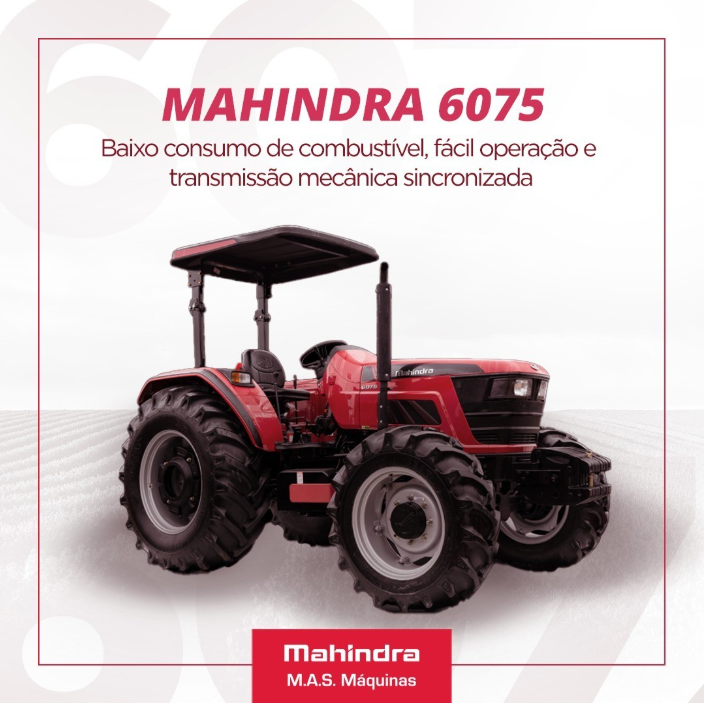 MAHINDRA 6075
Baixo consumo de combustível, fácil operação e
transmissão mecânica sincronizada
Mahindra
6075
Mahindra
M.A.S. Máquinas